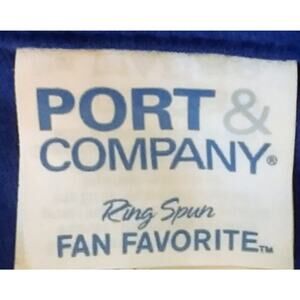 PORT &
COMPANY®
Ring Spun
FAN FAVORITE™